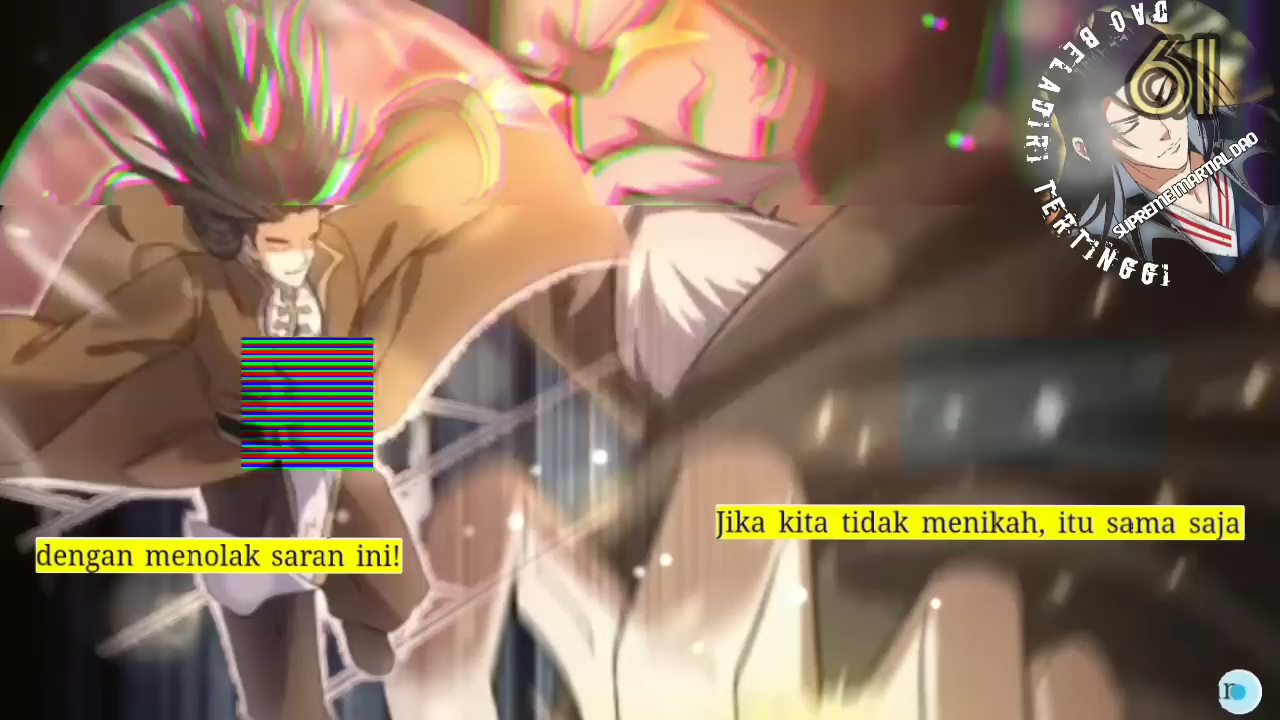 61
DAO BELADIRI TERTINGGI
SUPREME MARTIAL DAO
Jika kita tidak menikah, itu sama saja
dengan menolak saran ini!